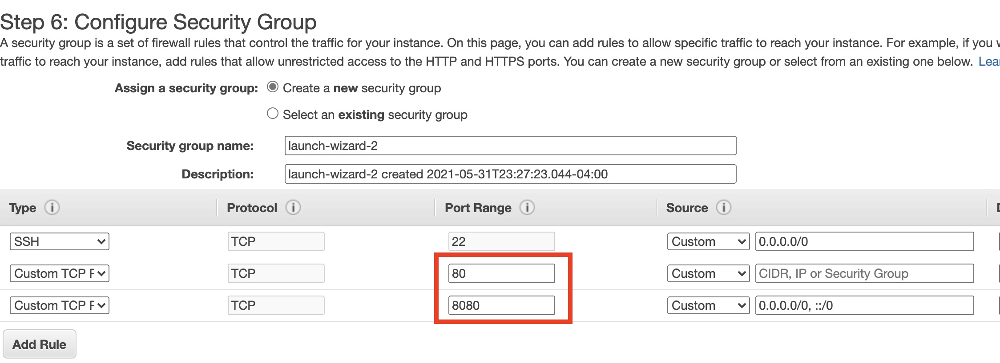 Step 6: Configure Security Group
A security group is a set of firewall rules that control the traffic for your instance. On this page, you can add rules to allow specific traffic to reach your instance. For example, if you
traffic to reach your instance, add rules that allow unrestricted access to the HTTP and HTTPS ports. You can create a new security group or select from an existing one below. Lear
Assign a security group: Create a new security group
Select an existing security group
Security group name: launch-wizard-2
Description: launch-wizard-2 created 2021-05-31T23:27:23.044-04:00
Type i Protocol i Port Range i Source i
SSH TCP 22 Custom 0.0.0.0/0
Custom TCP TCP 80 Custom CIDR, IP or Security Group
Custom TCP TCP 8080 Custom 0.0.0.0/0, ::/0
Add Rule